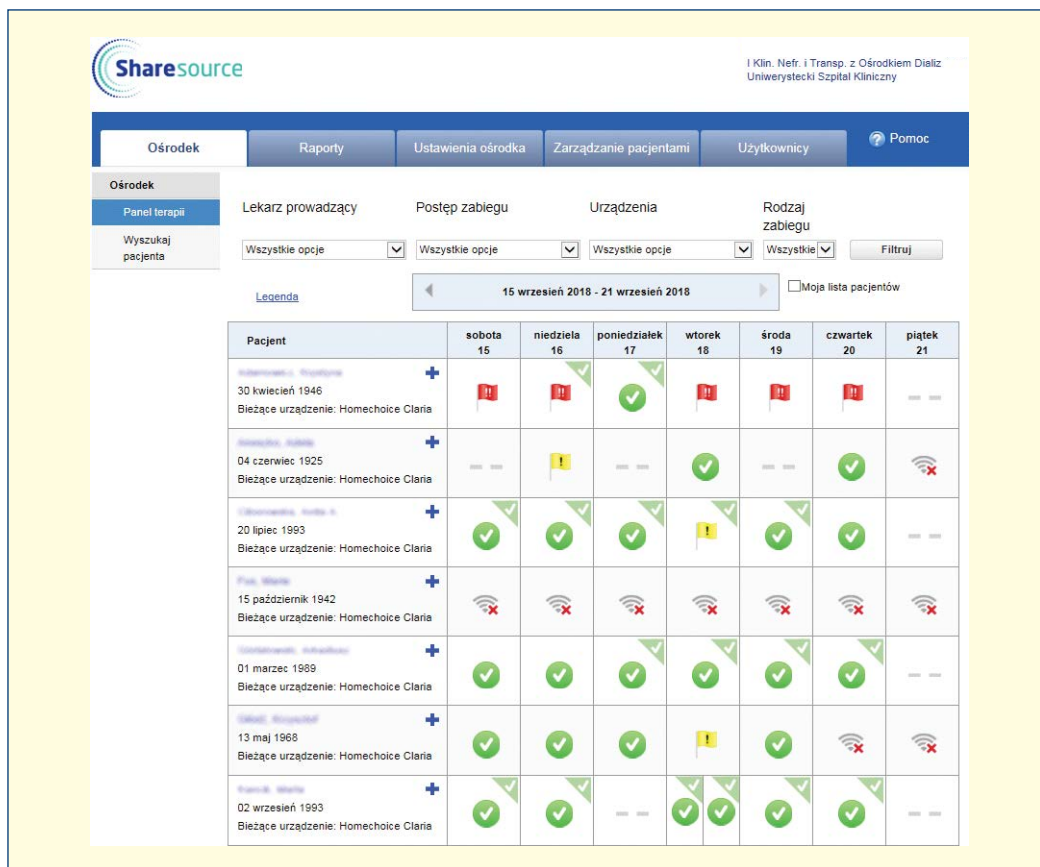 Sharesource
I Klin. Nefr. i Transp. z Ośrodkiem Dializ
Uniwerystecki Szpital Kliniczny
Ośrodek Raporty Ustawienia ośrodka Zarządzanie pacjentami Użytkownicy ? Pomoc
Ośrodek
Panel terapii
Wyszukaj
pacjenta
Lekarz prowadzący Postęp zabiegu Urządzenia Rodzaj
zabiegu
Wszystkie opcje Wszystkie opcje Wszystkie opcje Wszystkie Filtruj
Legenda 15 wrzesień 2018 - 21 wrzesień 2018 Moja lista pacjentów
Pacjent sobota niedziela poniedziałek wtorek środa czwartek piątek
15 16 17 18 19 20 21
30 kwiecień 1946
Bieżące urządzenie: Homechoice Claria
04 czerwiec 1925
Bieżące urządzenie: Homechoice Claria
20 lipiec 1993
Bieżące urządzenie: Homechoice Claria
15 październik 1942
Bieżące urządzenie: Homechoice Claria
01 marzec 1989
Bieżące urządzenie: Homechoice Claria
13 maj 1968
Bieżące urządzenie: Homechoice Claria
02 wrzesień 1993
Bieżące urządzenie: Homechoice Claria